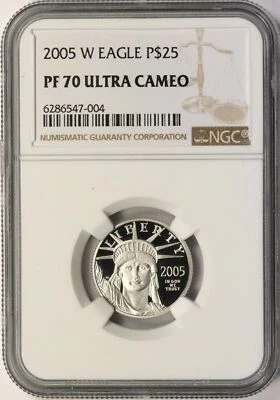 2005 W EAGLE P$25
PF 70 ULTRA CAMEO
6286547-004
NUMISMATIC GUARANTY CORPORATION
NGC
LIBERTY
2005
IN GOD
WE TRUST